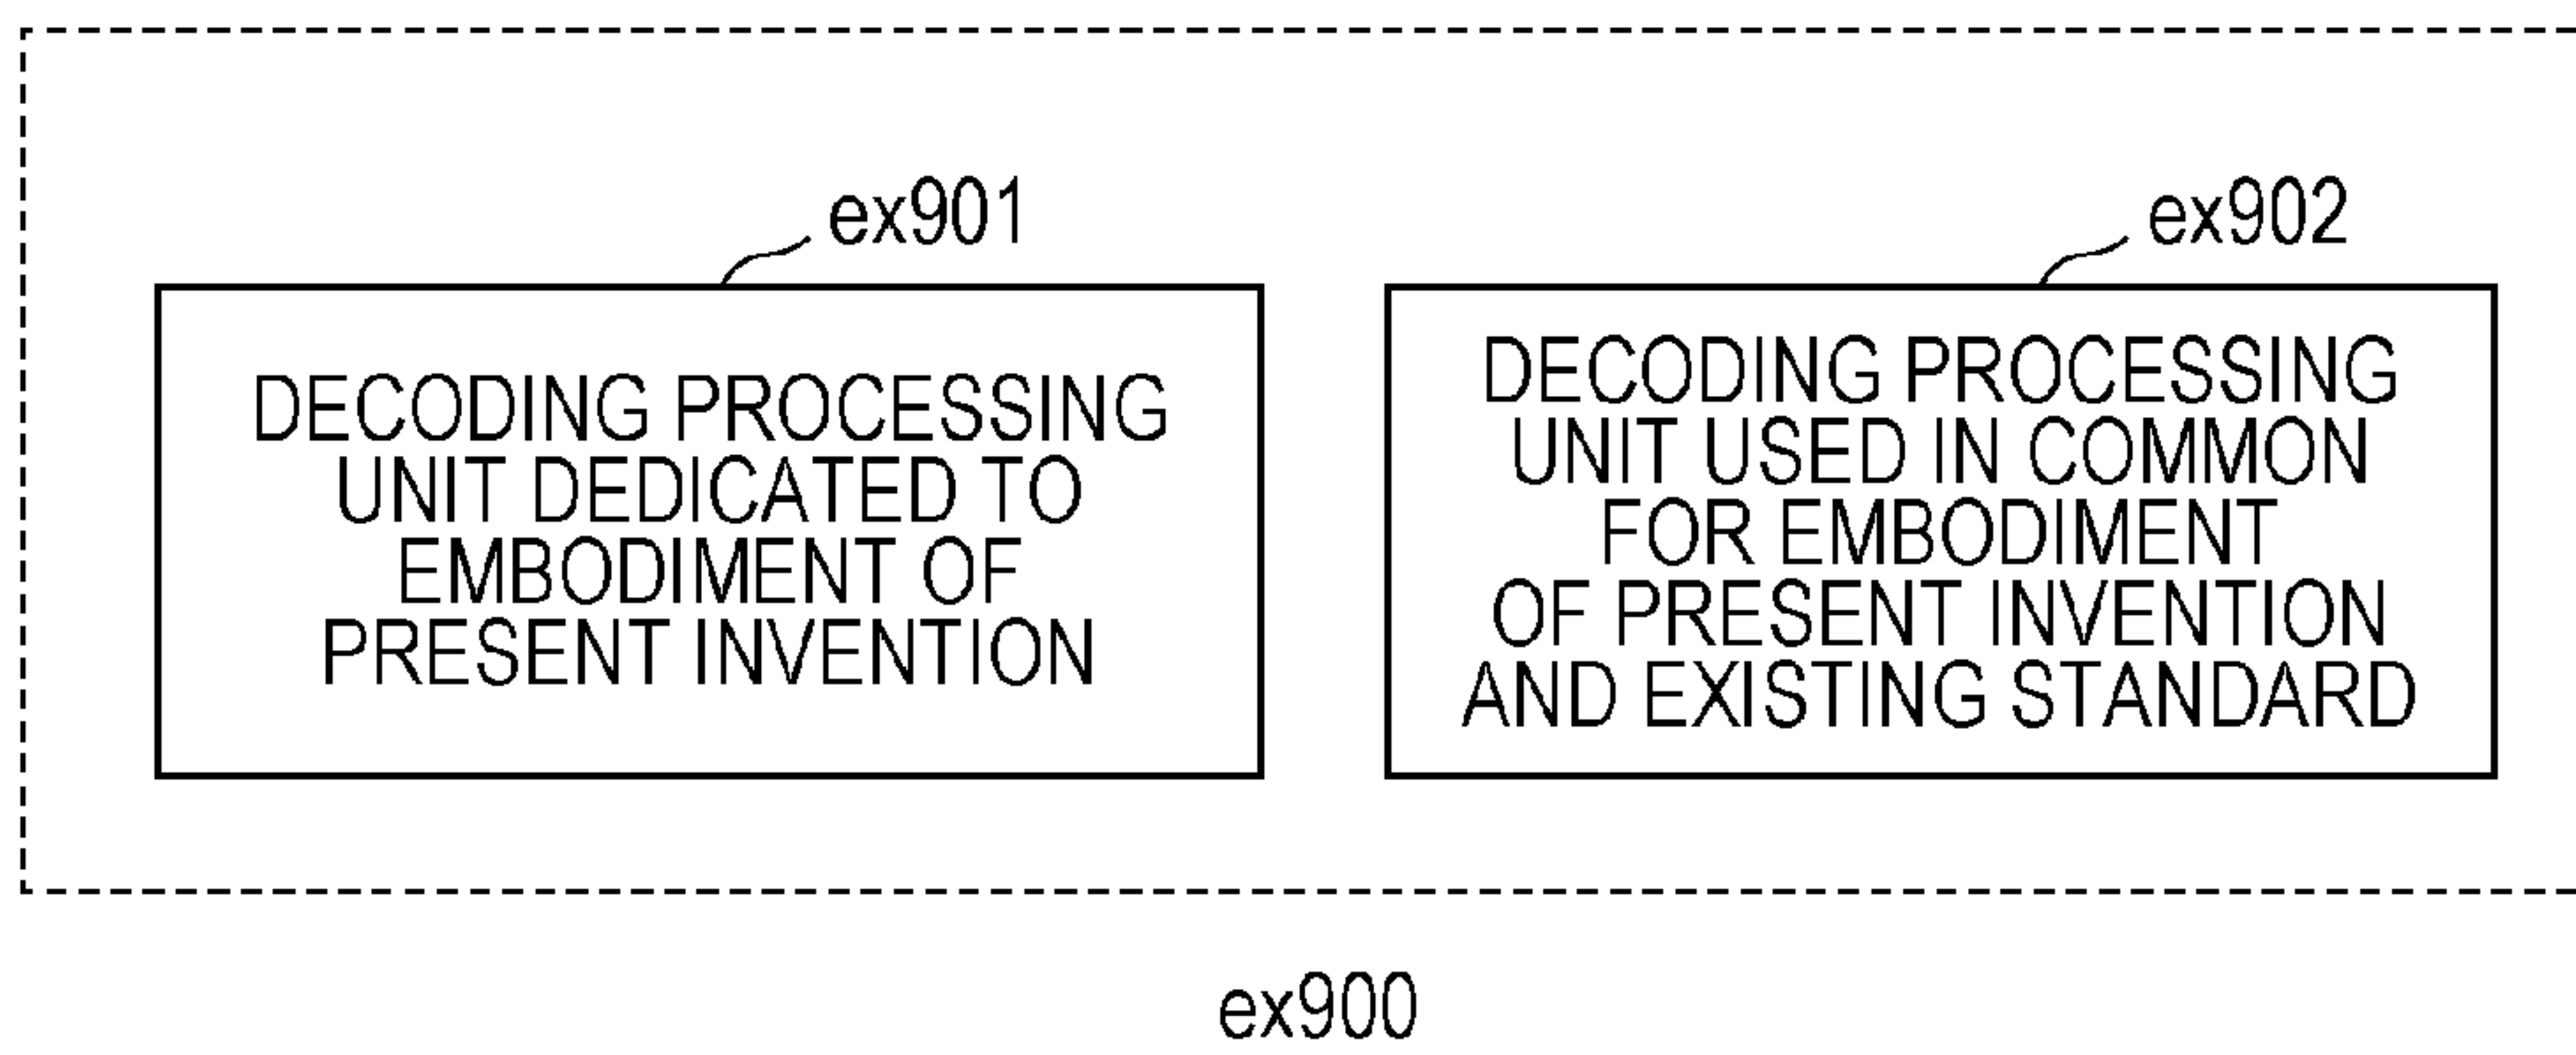 ex901
DECODING PROCESSING
UNIT DEDICATED TO
EMBODIMENT OF
PRESENT INVENTION
ex902
DECODING PROCESSING
UNIT USED IN COMMON
FOR EMBODIMENT
OF PRESENT INVENTION
AND EXISTING STANDARD
ex900